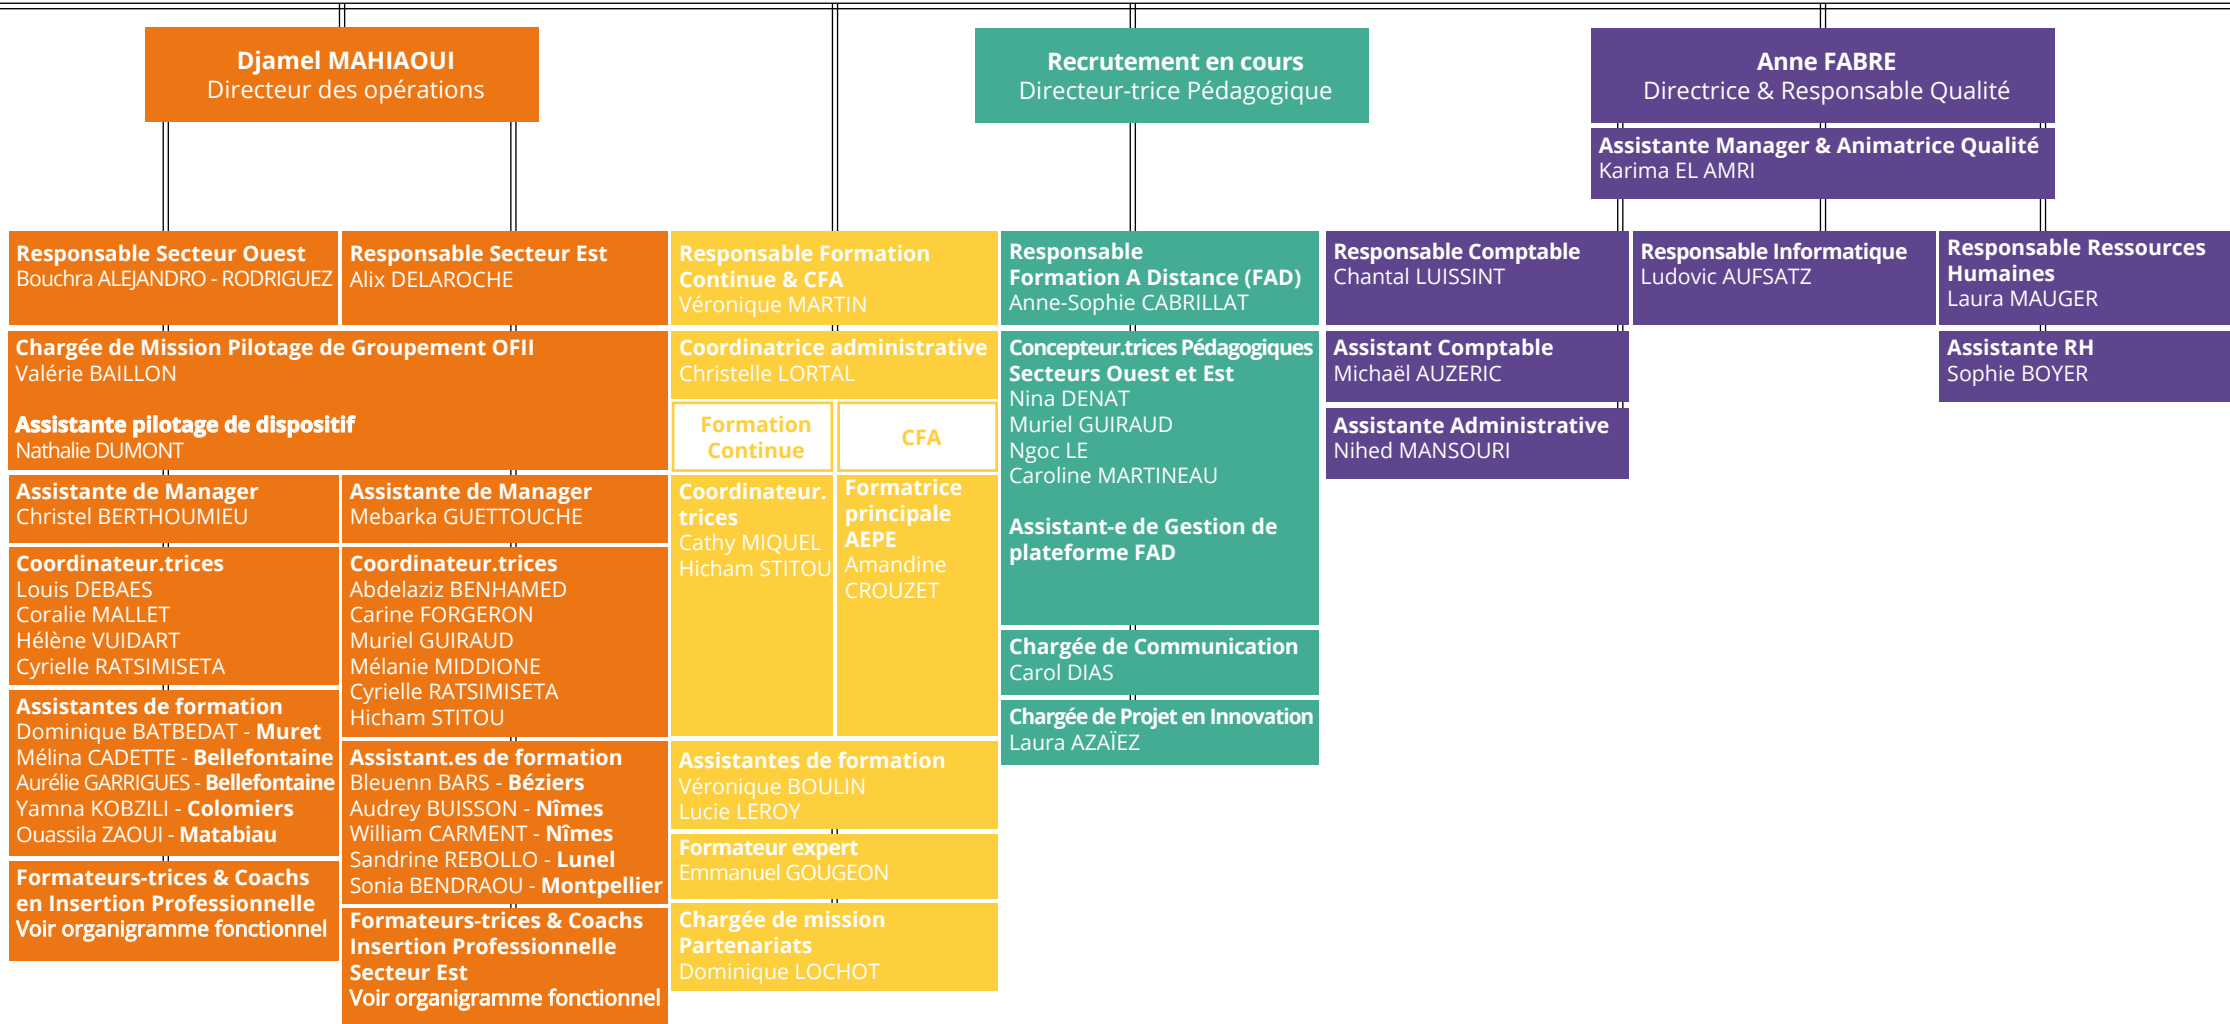 Djamel MAHIAOUI
Directeur des opérations
Recrutement en cours
Directeur-trice Pédagogique
Anne FABRE
Directrice & Responsable Qualité
Assistante Manager & Animatrice Qualité
Karima EL AMRI
Responsable Secteur Ouest
Bouchra ALEJANDRO - RODRIGUEZ
Responsable Secteur Est
Alix DELAROCHE
Chargée de Mission Pilotage de Groupement OFII
Valérie BAILLON
Assistante pilotage de dispositif
Nathalie DUMONT
Assistante de Manager
Christel BERTHOUMIEU
Coordinateur.trices
Louis DEBAES
Coralie MALLET
Hélène VUIDART
Cyrielle RATSIMISETA
Assistantes de formation
Dominique BATBEDAT - Muret
Mélina CADETTE - Bellefontaine
Aurélie GARRIGUES - Bellefontaine
Yamna KOBZILI - Colomiers
Ouassila ZAOUI - Matabiau
Formateurs-trices & Coachs
en Insertion Professionnelle
Voir organigramme fonctionnel
Assistante de Manager
Mebarka GUETTOUCHE
Coordinateur.trices
Abdelaziz BENHAMED
Carine FORGERON
Muriel GUIRAUD
Mélanie MIDDIONE
Cyrielle RATSIMISETA
Hicham STITOU
Assistant.es de formation
Bleuenn BARS - Béziers
Audrey BUISSON - Nîmes
William CARMENT - Nîmes
Sandrine REBOLLO - Lunel
Sonia BENDRAOU - Montpellier
Formateurs-trices & Coachs
Insertion Professionnelle
Secteur Est
Voir organigramme fonctionnel
Responsable Formation
Continue & CFA
Véronique MARTIN
Coordinatrice administrative
Christelle LORTAL
Formation
Continue
CFA
Coordinateur.
trices
Cathy MIQUEL
Hicham STITOU
Formatrice
principale
AEPE
Amandine
CROUZET
Assistantes de formation
Véronique BOULIN
Lucie LEROY
Formateur expert
Emmanuel GOUGEON
Chargée de mission
Partenariats
Dominique LOCHOT
Responsable
Formation A Distance (FAD)
Anne-Sophie CABRILLAT
Concepteur.trices Pédagogiques
Secteurs Ouest et Est
Nina DENAT
Muriel GUIRAUD
Ngoc LE
Caroline MARTINEAU
Assistant-e de Gestion de
plateforme FAD
Chargée de Communication
Carol DIAS
Chargée de Projet en Innovation
Laura AZAÏEZ
Responsable Comptable
Chantal LUISSINT
Assistant Comptable
Michaël AUZERIC
Assistante Administrative
Nihed MANSOURI
Responsable Informatique
Ludovic AUFSATZ
Responsable Ressources
Humaines
Laura MAUGER
Assistante RH
Sophie BOYER